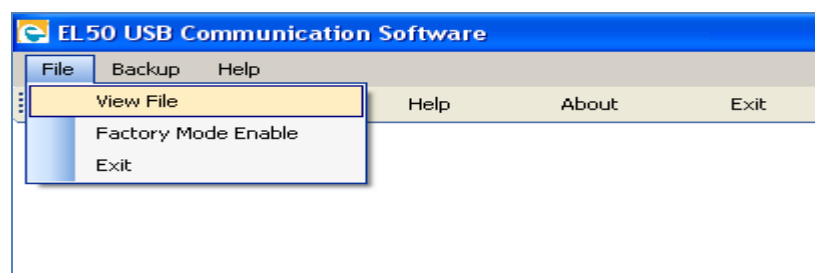 EL50 USB Communication Software
File Backup Help
View File Help About Exit
Factory Mode Enable
Exit